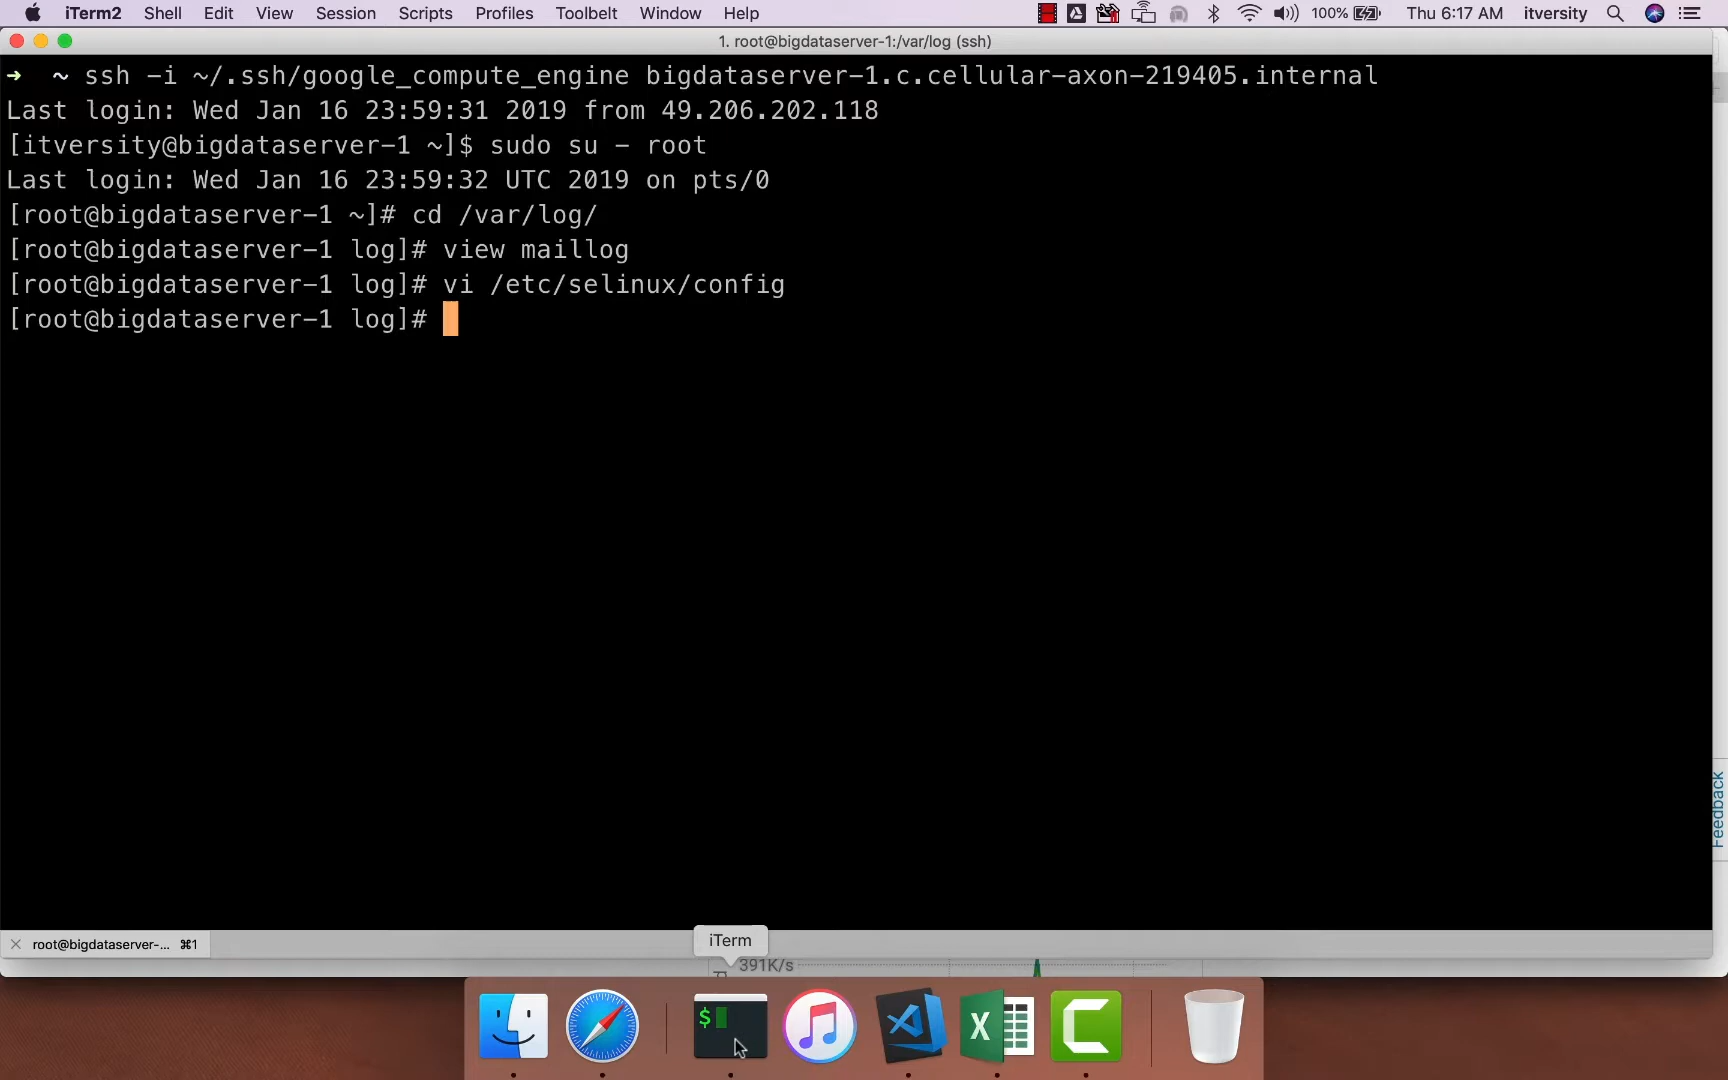 iTerm2 Shell Edit View Session Scripts Profiles Toolbelt Window Help 100% Thu 6:17 AM itversity
1. root@bigdataserver-1:/var/log (ssh)
➜ ~ ssh -i ~/.ssh/google_compute_engine bigdataserver-1.c.cellular-axon-219405.internal
Last login: Wed Jan 16 23:59:31 2019 from 49.206.202.118
[itversity@bigdataserver-1 ~]$ sudo su - root
Last login: Wed Jan 16 23:59:32 UTC 2019 on pts/0
[root@bigdataserver-1 ~]# cd /var/log/
[root@bigdataserver-1 log]# view maillog
[root@bigdataserver-1 log]# vi /etc/selinux/config
[root@bigdataserver-1 log]#
Feedback
root@bigdataserver-... ⌘1
iTerm
391K/s
$
X